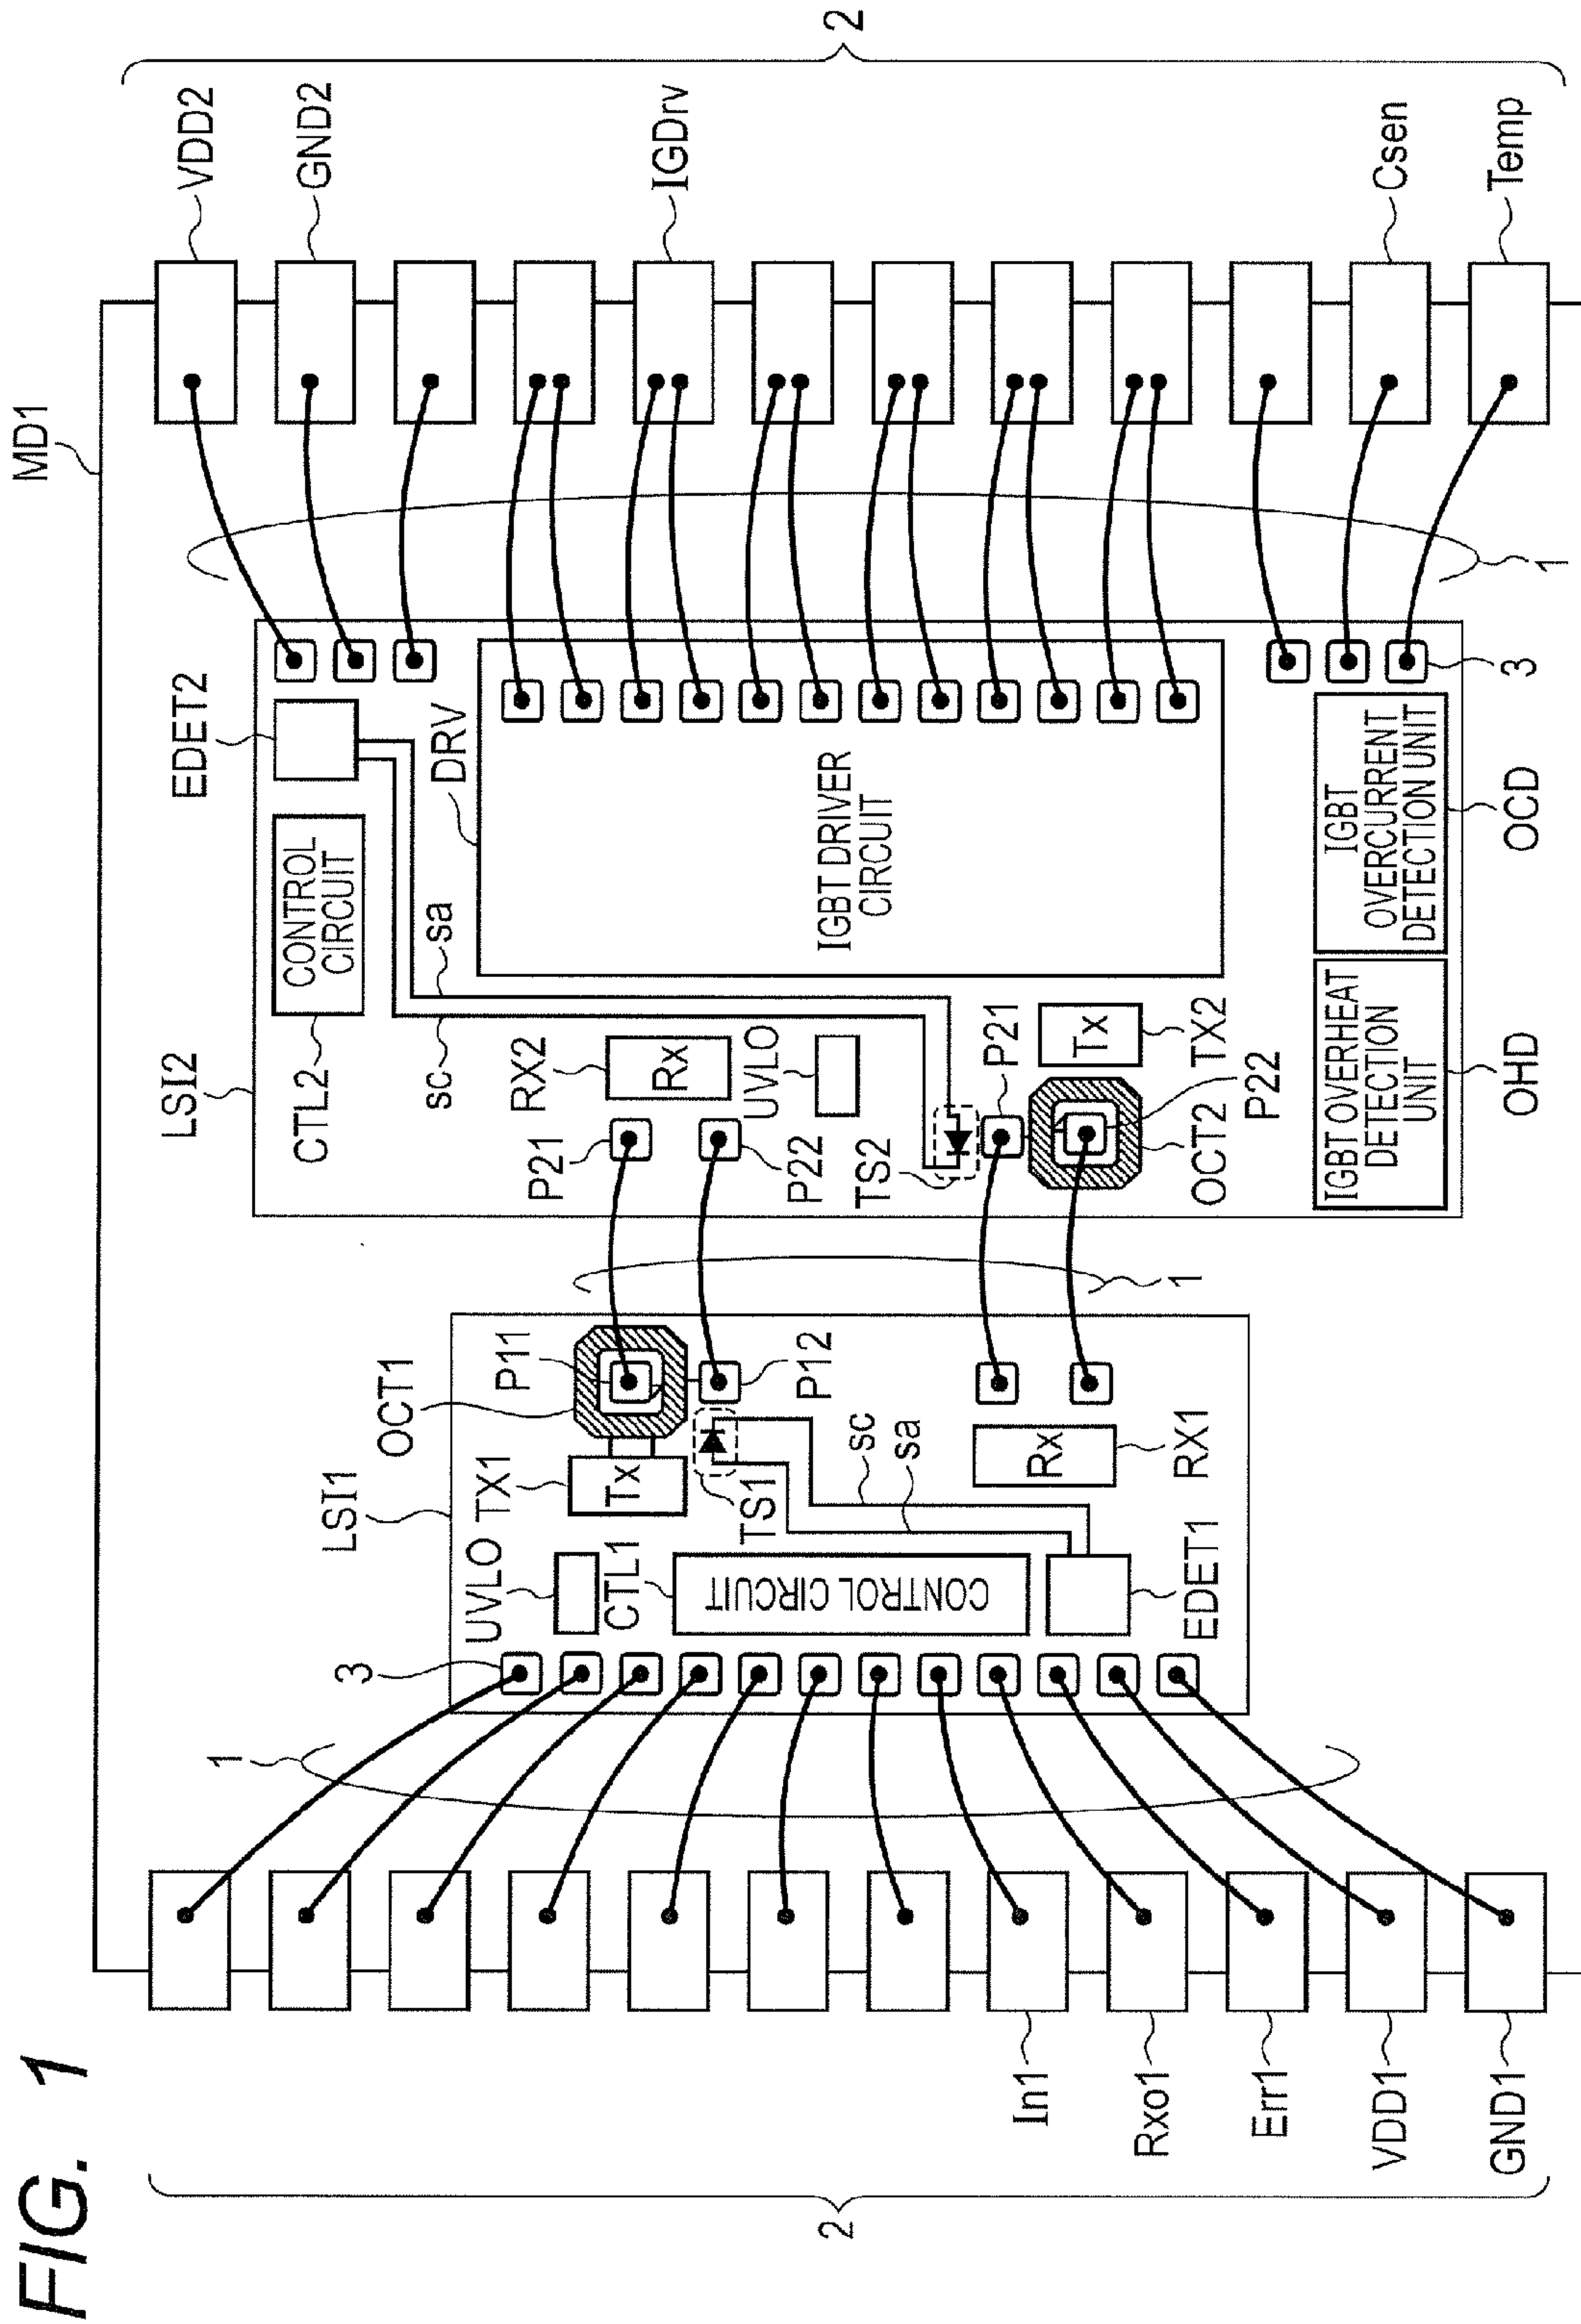 FIG. 1
MD1
2
VDD2
GND2
IGDrv
Csen
Temp
1
LSI2
EDET2
CTL2
CONTROL
CIRCUIT
sc
sa
DRV
IGBT DRIVER
CIRCUIT
RX2
Rx
UVLO
P21
P22
TS2
P21
Tx
TX2
P22
OCT2
3
IGBT OVERHEAT
DETECTION
UNIT
OHD
IGBT
OVERCURRENT
DETECTION UNIT
OCD
1
LSI1
OCT1
P11
P12
TX1
Tx
TS1
UVLO
CTL1
CONTROL CIRCUIT
sc
sa
Rx
RX1
EDET1
3
1
In1
Rxo1
Err1
VDD1
GND1
2